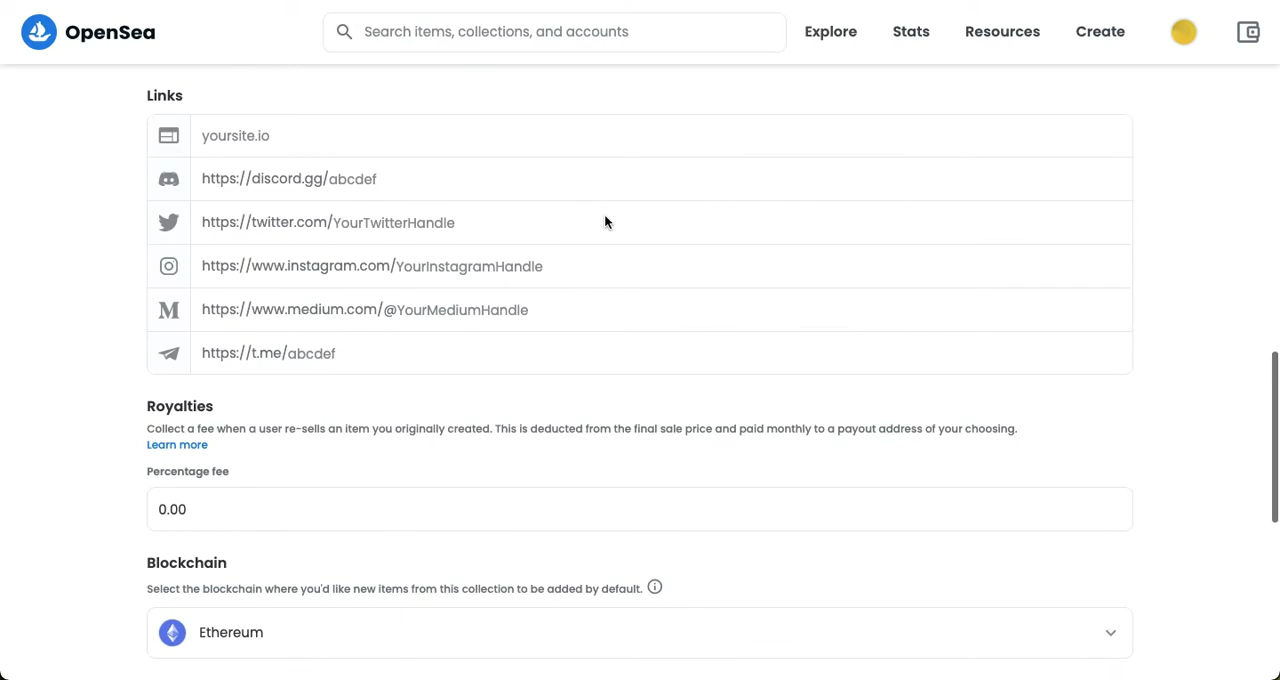 OpenSea
Search items, collections, and accounts
Explore
Stats
Resources
Create
Links
yoursite.io
https://discord.gg/abcdef
https://twitter.com/YourTwitterHandle
https://www.instagram.com/YourInstagramHandle
https://www.medium.com/@YourMediumHandle
https://t.me/abcdef
Royalties
Collect a fee when a user re-sells an item you originally created. This is deducted from the final sale price and paid monthly to a payout address of your choosing.
Learn more
Percentage fee
0.00
Blockchain
Select the blockchain where you'd like new items from this collection to be added by default.
Ethereum